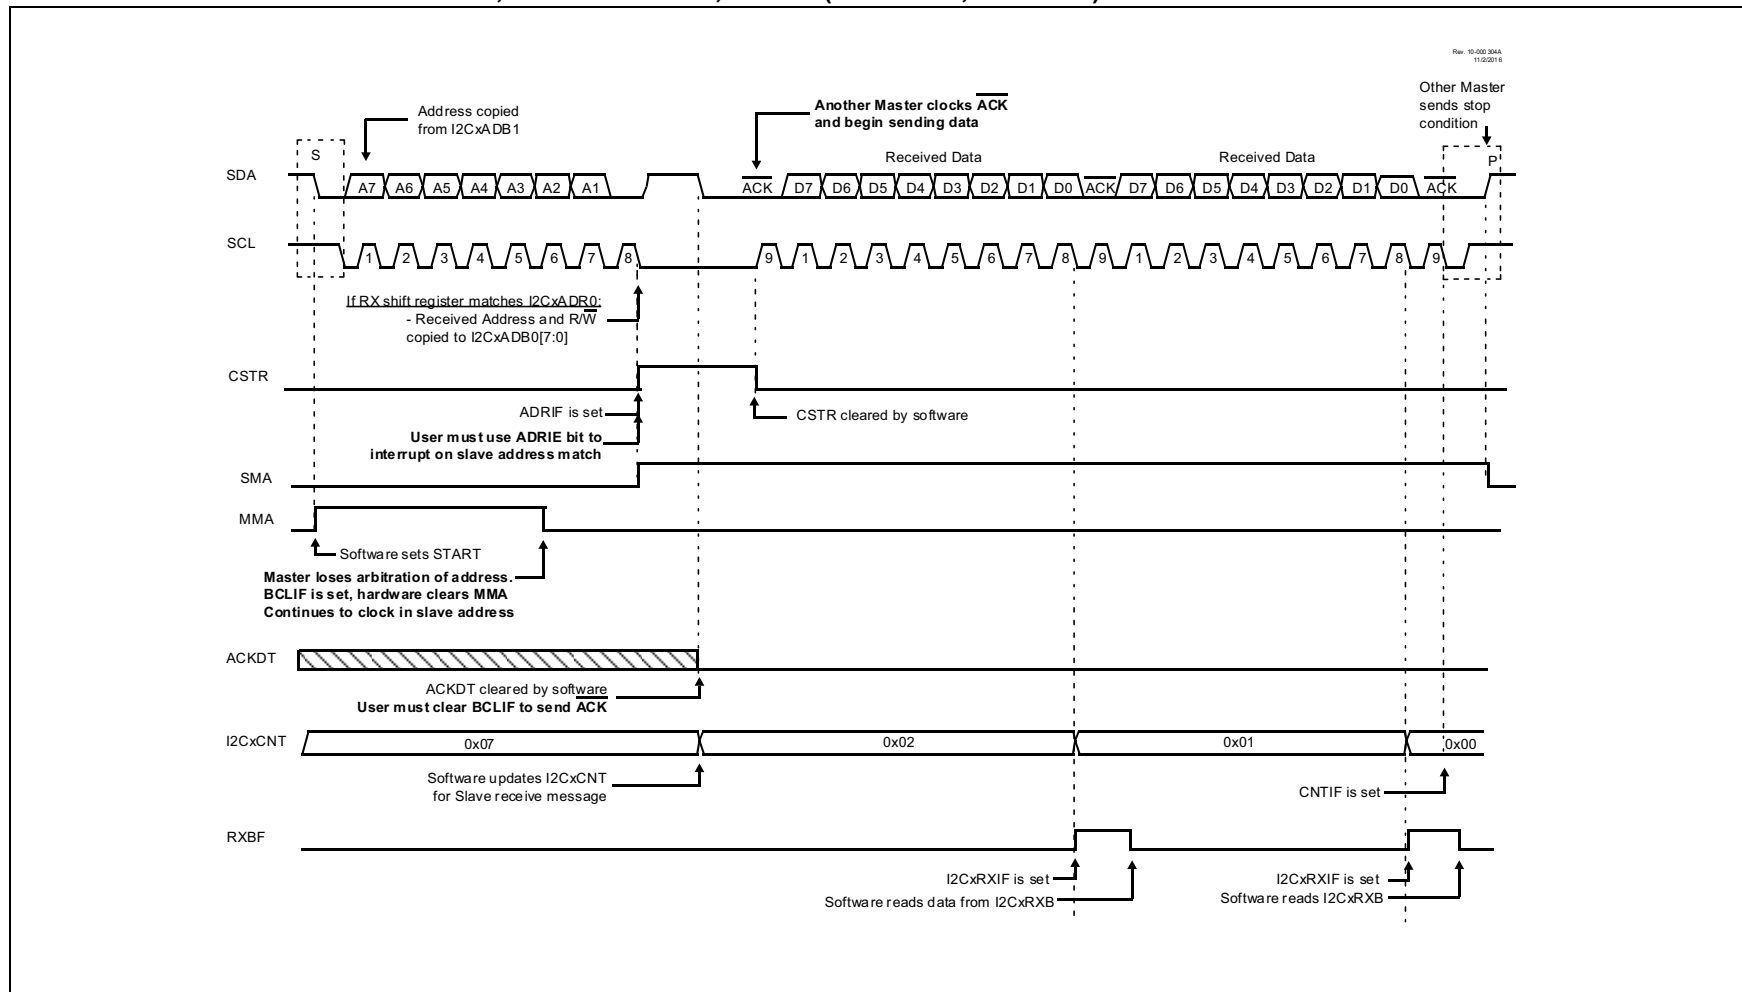 Rev. 10-000 304A
11/2/2016
Other Master
sends stop
condition
Address copied
from I2CxADB1
Another Master clocks ACK
and begin sending data
S
Received Data
Received Data
P
SDA
A7 A6 A5 A4 A3 A2 A1 ACK D7 D6 D5 D4 D3 D2 D1 D0 ACK D7 D6 D5 D4 D3 D2 D1 D0 ACK
SCL
1 2 3 4 5 6 7 8 9 1 2 3 4 5 6 7 8 9 1 2 3 4 5 6 7 8 9
If RX shift register matches I2CxADR0:
- Received Address and R/W
copied to I2CxADB0[7:0]
CSTR
ADRIF is set
CSTR cleared by software
User must use ADRIE bit to
interrupt on slave address match
SMA
MMA
Software sets START
Master loses arbitration of address.
BCLIF is set, hardware clears MMA
Continues to clock in slave address
ACKDT
ACKDT cleared by software
User must clear BCLIF to send ACK
I2CxCNT
0x07 0x02 0x01 0x00
Software updates I2CxCNT
for Slave receive message
CNTIF is set
RXBF
I2CxRXIF is set
Software reads data from I2CxRXB
I2CxRXIF is set
Software reads I2CxRXB